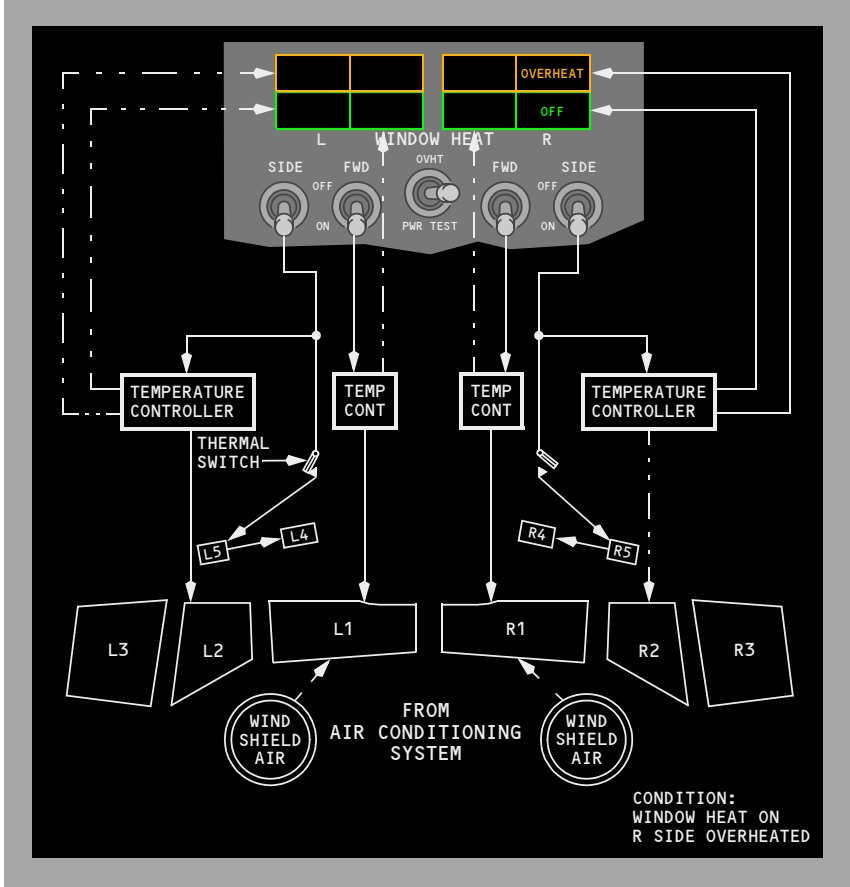 OVERHEAT
OFF
L WINDOW HEAT R
OVHT
SIDE FWD FWD SIDE
OFF OFF
ON PWR TEST ON
TEMPERATURE CONTROLLER
TEMP CONT
TEMP CONT
TEMPERATURE CONTROLLER
THERMAL
SWITCH
L5 L4 R4 R5
L3 L2 L1 R1 R2 R3
WIND
SHIELD
AIR
FROM
AIR CONDITIONING
SYSTEM
WIND
SHIELD
AIR
CONDITION:
WINDOW HEAT ON
R SIDE OVERHEATED